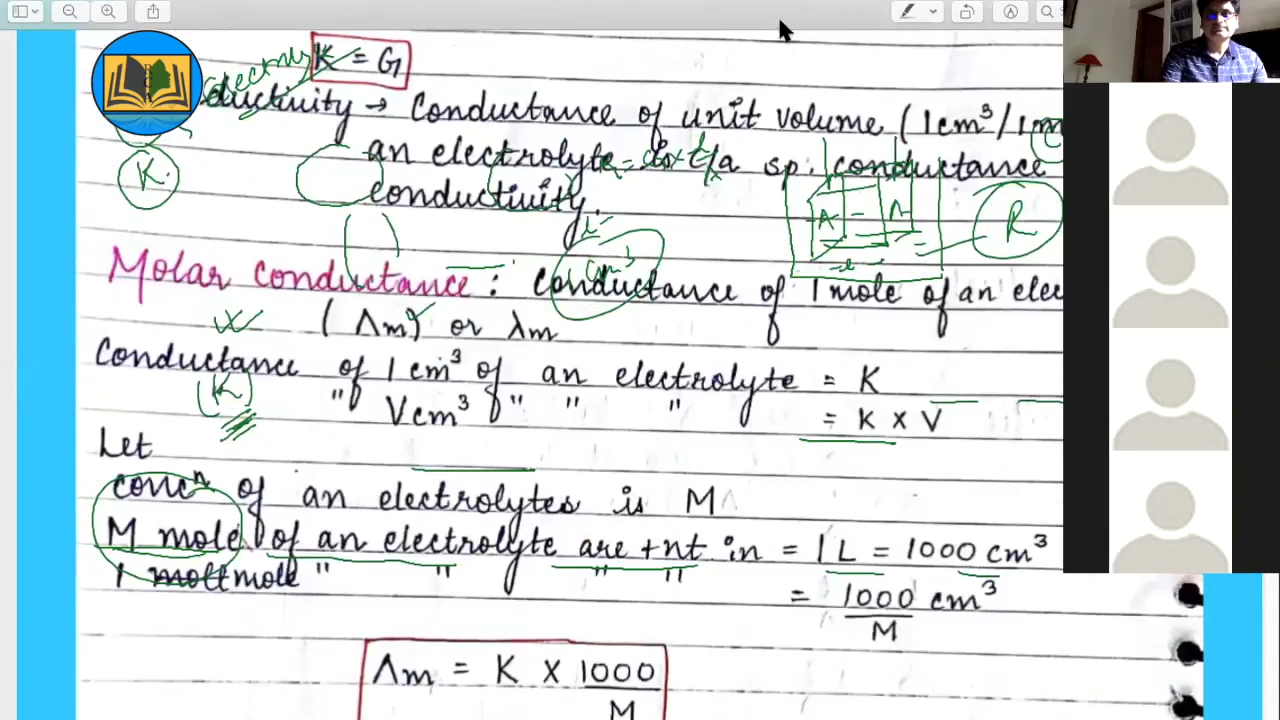 K = G
ductivity → Conductance of unit volume (1cm³/1m
an electrolyte is t/a sp. conductance
conductivity.
K.
A
R
l
cm³
Molar conductance : Conductance of 1 mole of an elec
(Λm) or λm
Conductance of 1 cm³ of an electrolyte = K
(K) " V cm³ " " " = K × V
Let
concⁿ of an electrolytes is M
M mole of an electrolyte are +nt in = 1 L = 1000 cm³
1 mole " " " " = 1000/M cm³
Λm = K × 1000/M